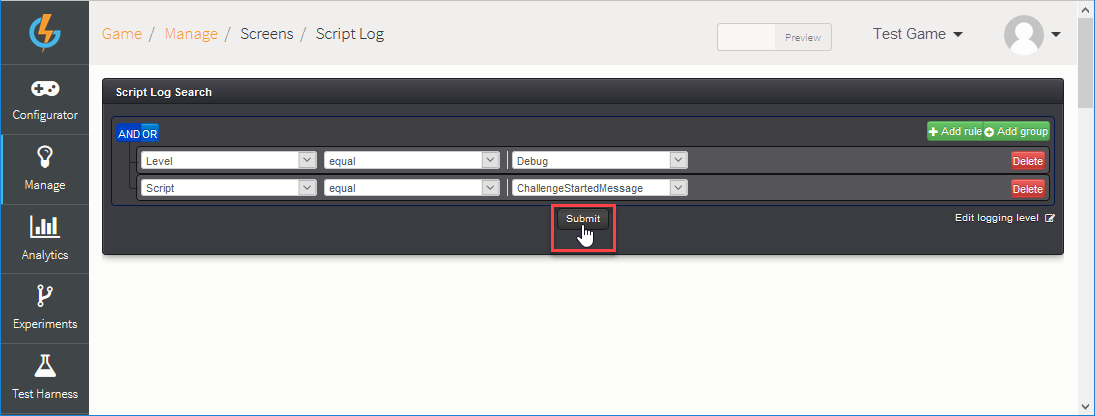 Game / Manage / Screens / Script Log
Preview
Test Game
Configurator
Manage
Analytics
Experiments
Test Harness
Script Log Search
AND OR
Add rule Add group
Level equal Debug Delete
Script equal ChallengeStartedMessage Delete
Submit
Edit logging level